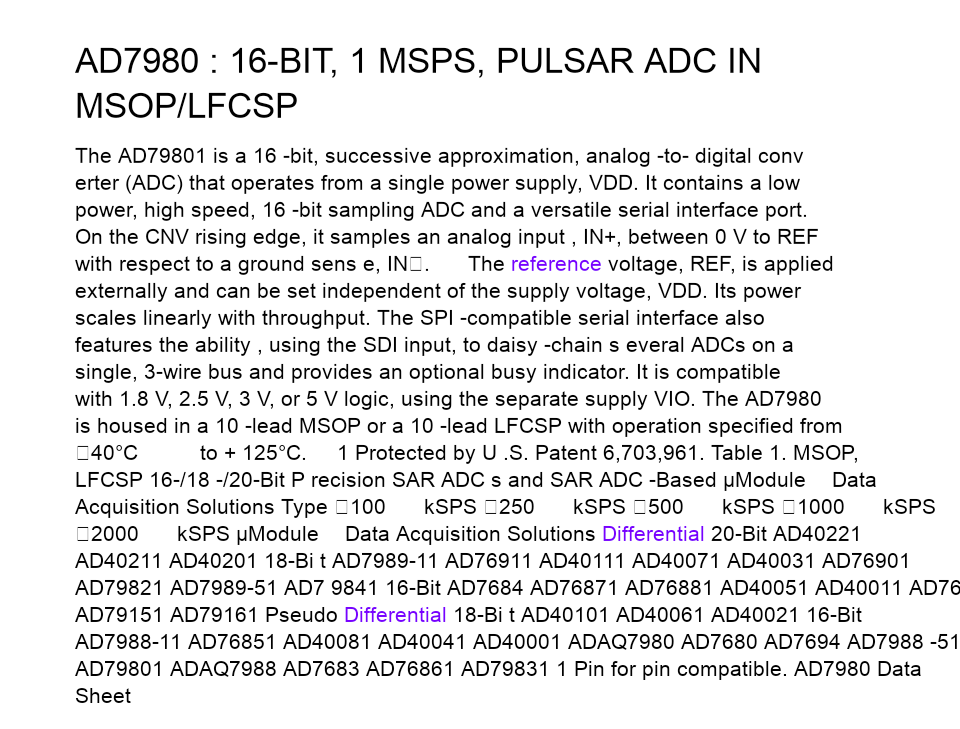 AD7980 : 16-BIT, 1 MSPS, PULSAR ADC IN
MSOP/LFCSP
The AD79801 is a 16 -bit, successive approximation, analog -to- digital conv
erter (ADC) that operates from a single power supply, VDD. It contains a low
power, high speed, 16 -bit sampling ADC and a versatile serial interface port.
On the CNV rising edge, it samples an analog input , IN+, between 0 V to REF
with respect to a ground sens e, IN□. The reference voltage, REF, is applied
externally and can be set independent of the supply voltage, VDD. Its power
scales linearly with throughput. The SPI -compatible serial interface also
features the ability , using the SDI input, to daisy -chain s everal ADCs on a
single, 3-wire bus and provides an optional busy indicator. It is compatible
with 1.8 V, 2.5 V, 3 V, or 5 V logic, using the separate supply VIO. The AD7980
is housed in a 10 -lead MSOP or a 10 -lead LFCSP with operation specified from
□40°C to + 125°C. 1 Protected by U .S. Patent 6,703,961. Table 1. MSOP,
LFCSP 16-/18 -/20-Bit P recision SAR ADC s and SAR ADC -Based μModule Data
Acquisition Solutions Type □100 kSPS □250 kSPS □500 kSPS □1000 kSPS
□2000 kSPS μModule Data Acquisition Solutions Differential 20-Bit AD40221
AD40211 AD40201 18-Bi t AD7989-11 AD76911 AD40111 AD40071 AD40031 AD76901
AD79821 AD7989-51 AD7 9841 16-Bit AD7684 AD76871 AD76881 AD40051 AD40011 AD76
AD79151 AD79161 Pseudo Differential 18-Bi t AD40101 AD40061 AD40021 16-Bit
AD7988-11 AD76851 AD40081 AD40041 AD40001 ADAQ7980 AD7680 AD7694 AD7988 -51
AD79801 ADAQ7988 AD7683 AD76861 AD79831 1 Pin for pin compatible. AD7980 Data
Sheet